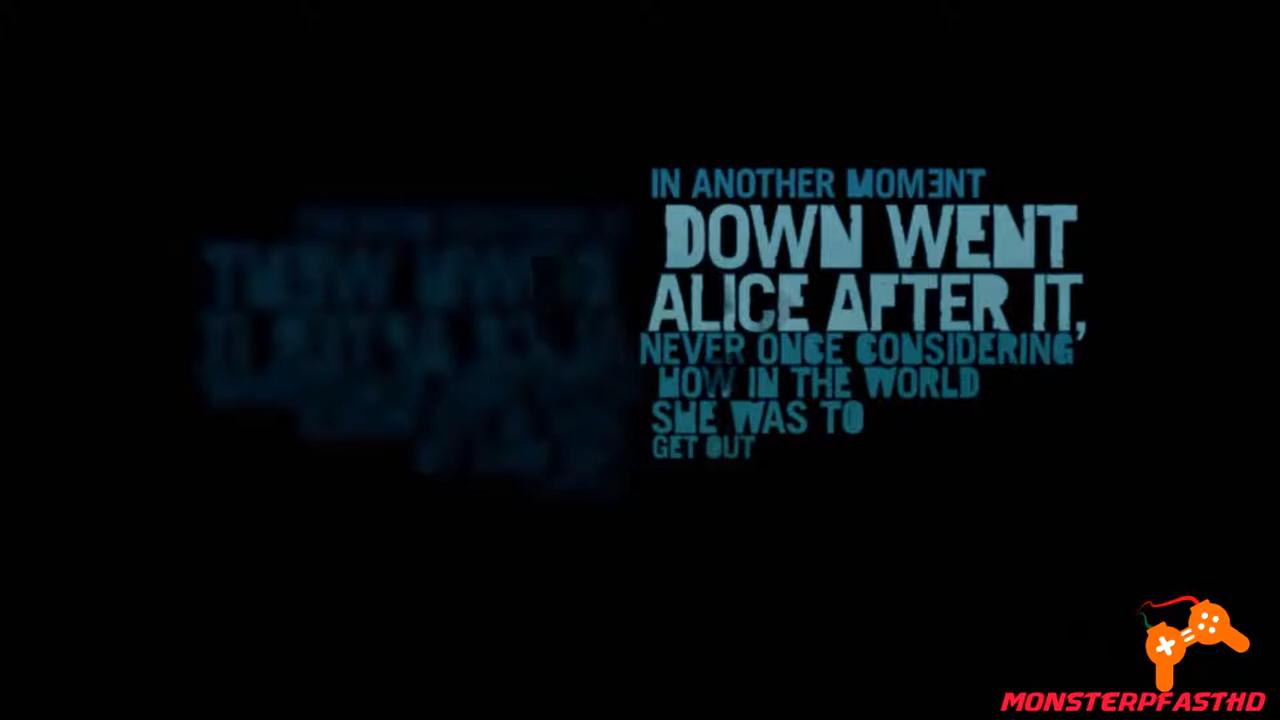 IN ANOTHER MOMENT
DOWN WENT
ALICE AFTER IT,
NEVER ONCE CONSIDERING
HOW IN THE WORLD
SHE WAS TO
GET OUT
MONSTERPFASTHD